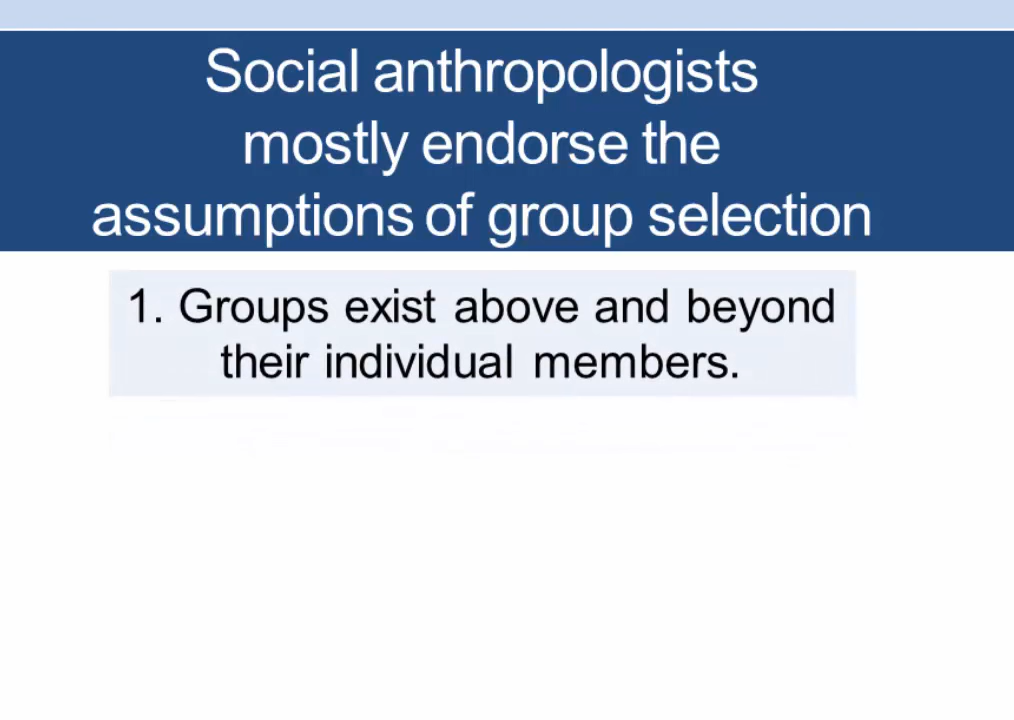 Social anthropologists
mostly endorse the
assumptions of group selection
1. Groups exist above and beyond
their individual members.